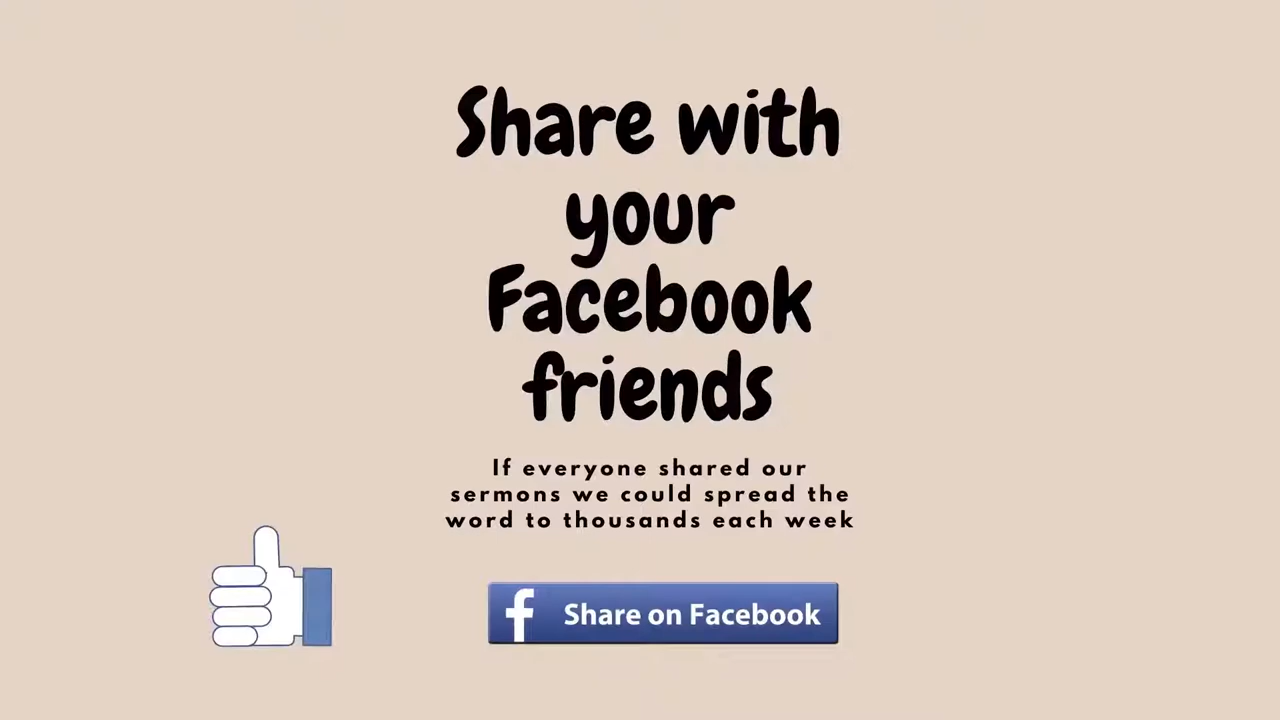 Share with
your
Facebook
friends
If everyone shared our
sermons we could spread the
word to thousands each week
f Share on Facebook